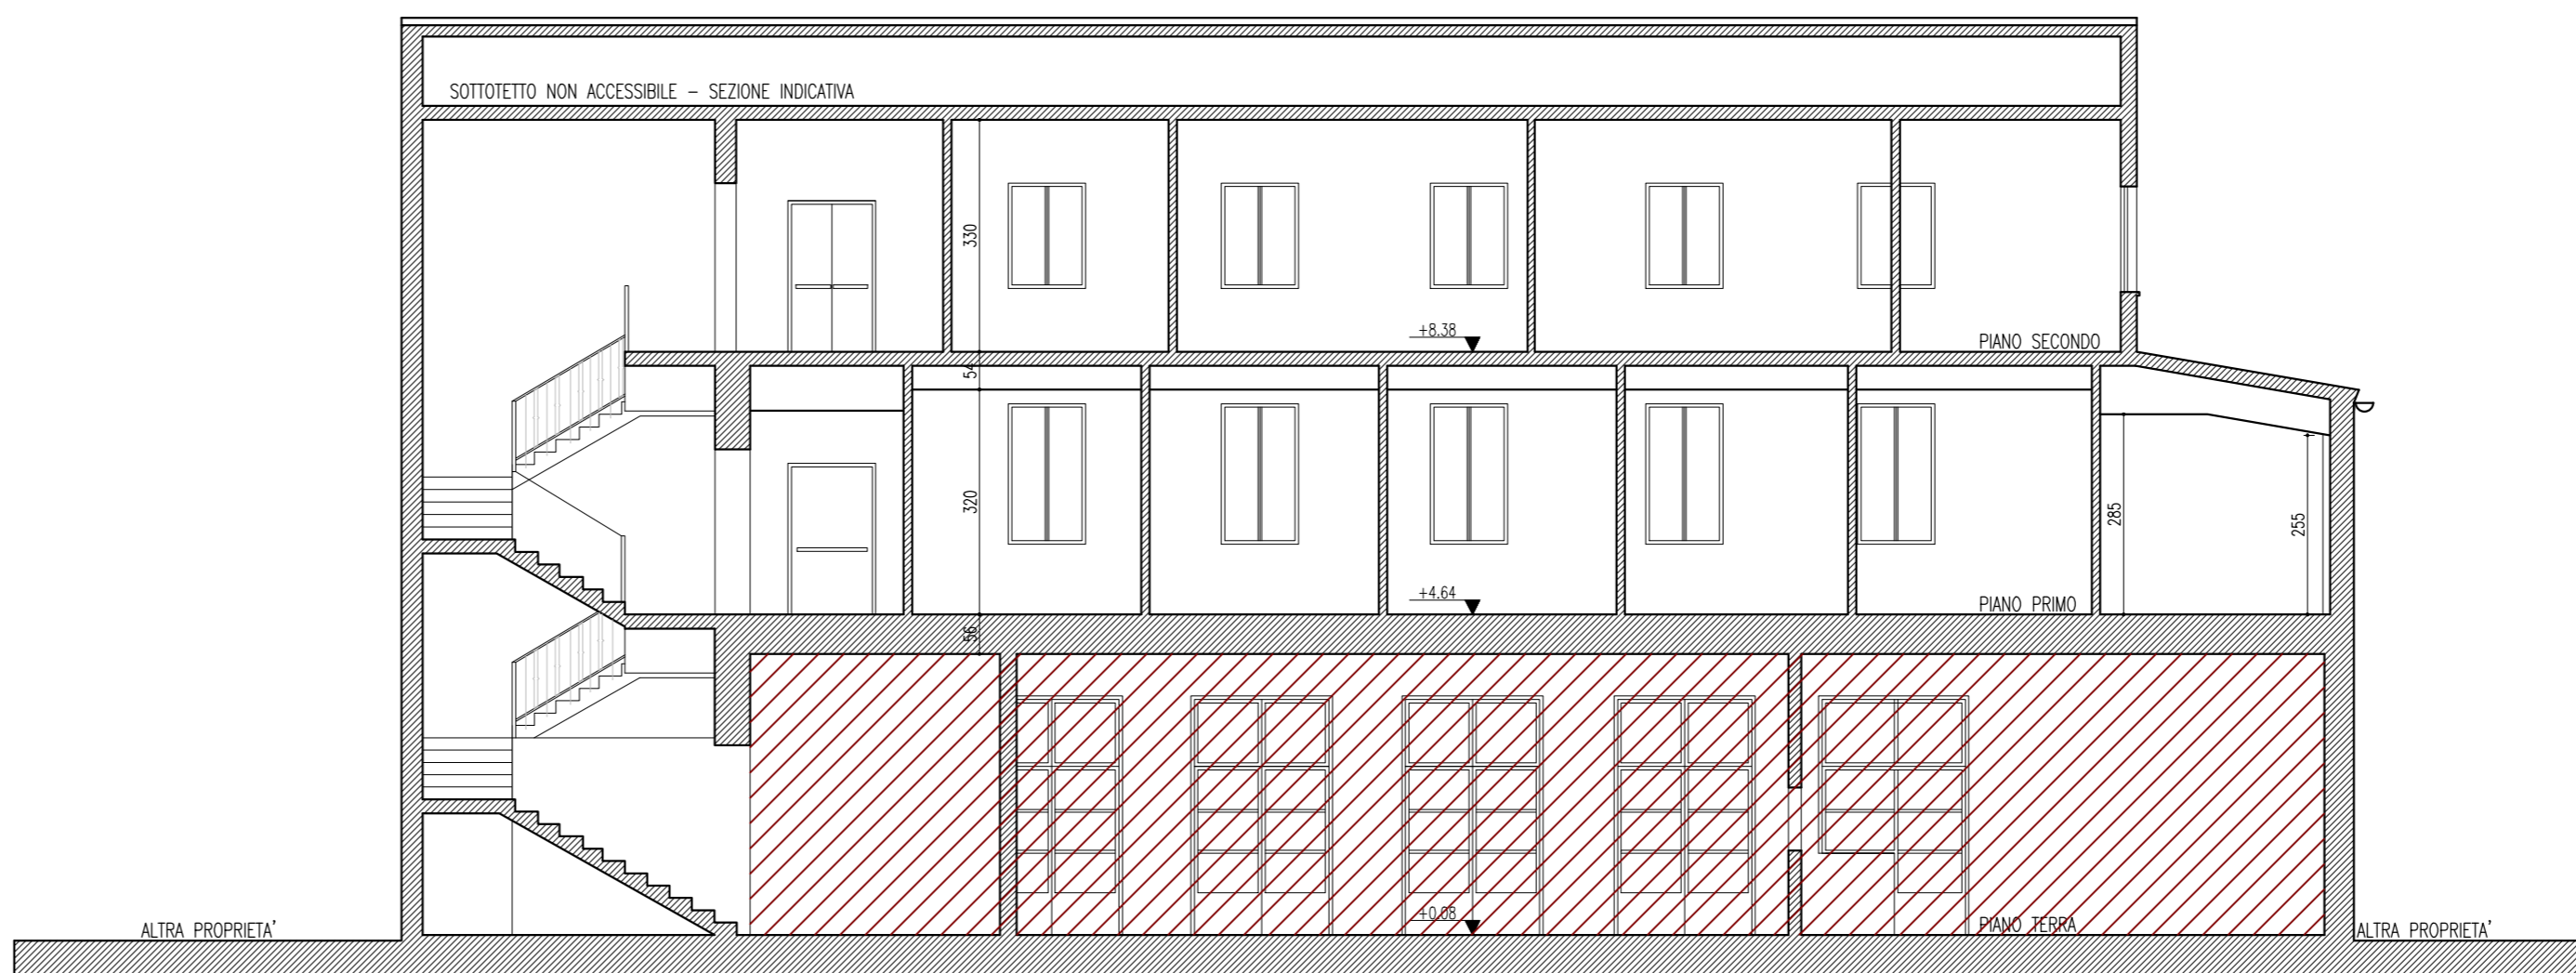 SOTTOTETTO NON ACCESSIBILE - SEZIONE INDICATIVA
330
+8.38
PIANO SECONDO
54
320
285
255
+4.64
PIANO PRIMO
56
+0.08
PIANO TERRA
ALTRA PROPRIETA'
ALTRA PROPRIETA'